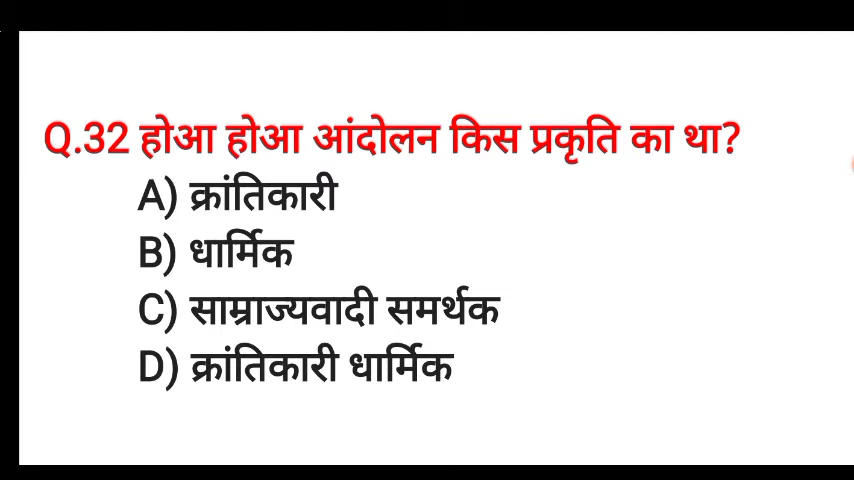 Q.32 होआ होआ आंदोलन किस प्रकृति का था?
A) क्रांतिकारी
B) धार्मिक
C) साम्राज्यवादी समर्थक
D) क्रांतिकारी धार्मिक